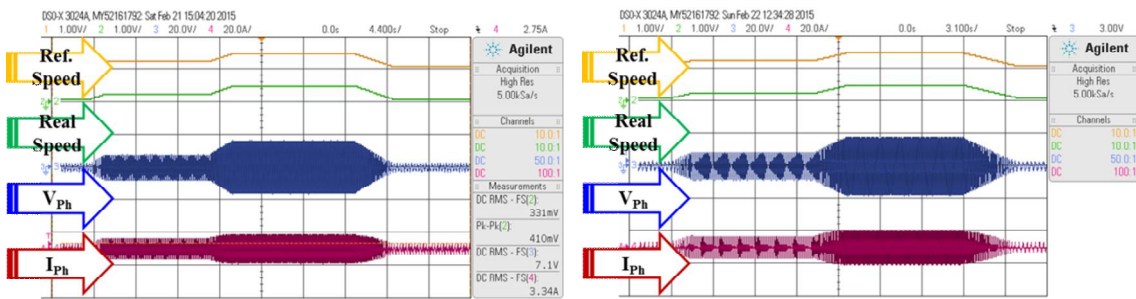 DSO-X 3024A, MY52161792: Sat Feb 21 15:04:20 2015
1 1.00V/ 2 1.00V/ 3 20.0V/ 4 20.0A/ 0.0s 4.400s/ Stop 4 2.75A
Ref.
Speed
Real
Speed
VPh
IPh
Agilent
Acquisition
High Res
5.00kSa/s
Channels
DC 10.0:1
DC 10.0:1
DC 50.0:1
DC 100:1
Measurements
DC RMS - FS(2):
331mV
Pk-Pk(2):
410mV
DC RMS - FS(3):
7.1V
DC RMS - FS(4):
3.34A
DSO-X 3024A, MY52161792: Sun Feb 22 12:34:28 2015
1 1.00V/ 2 1.00V/ 3 20.0V/ 4 20.0A/ 0.0s 3.100s/ Stop 3 3.00V
Ref.
Speed
Real
Speed
VPh
IPh
Agilent
Acquisition
High Res
5.00kSa/s
Channels
DC 10.0:1
DC 10.0:1
DC 50.0:1
DC 100:1